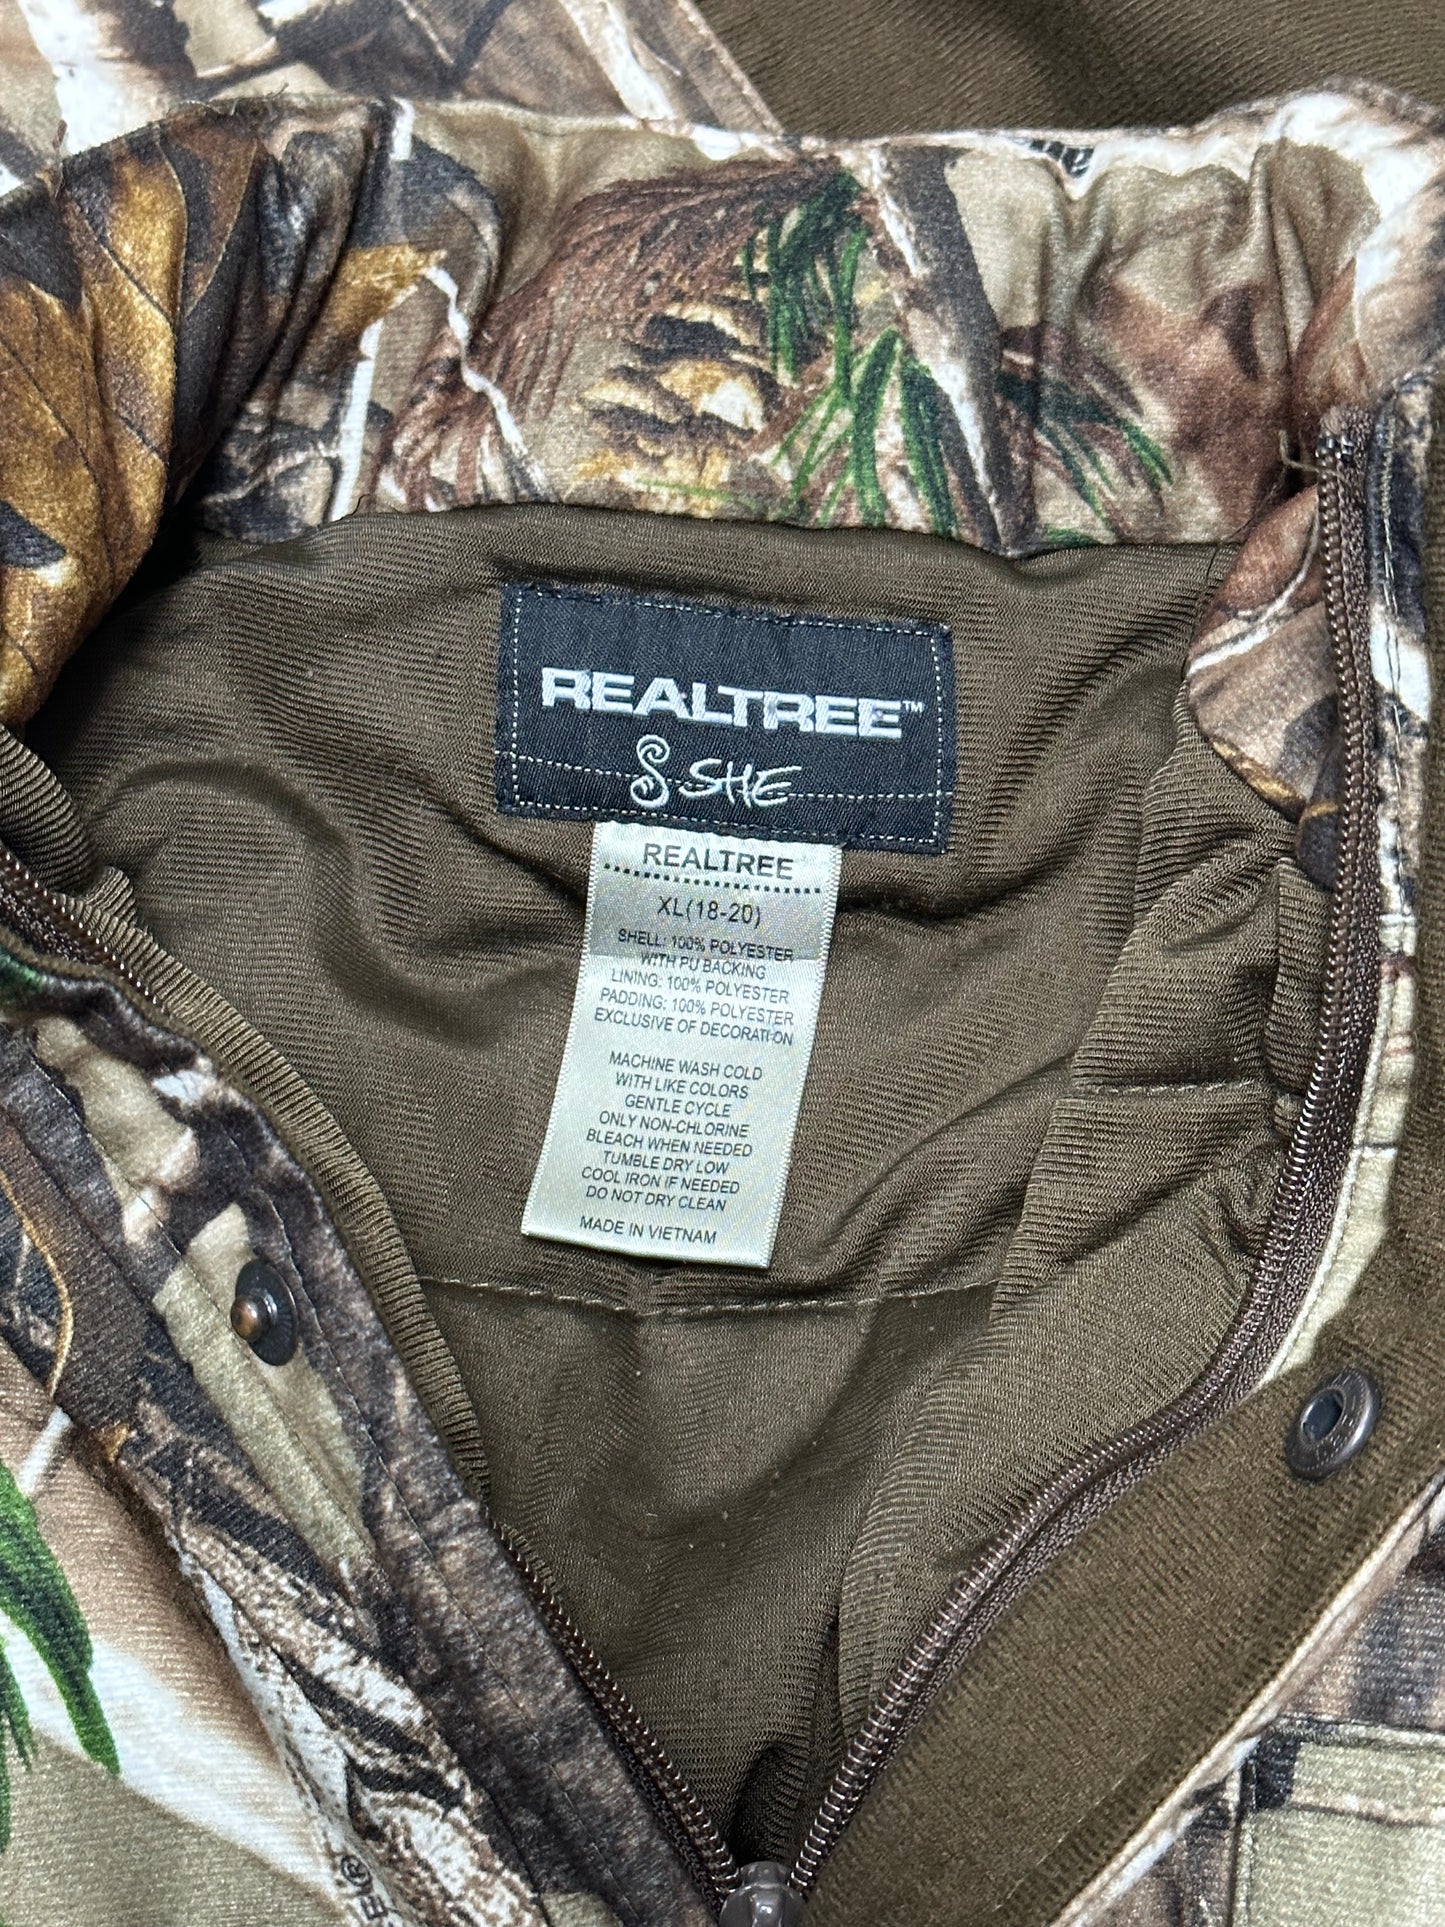 REALTREE™
SHE
REALTREE
XL(18-20)
SHELL: 100% POLYESTER
WITH PU BACKING
LINING: 100% POLYESTER
PADDING: 100% POLYESTER
EXCLUSIVE OF DECORATION
MACHINE WASH COLD
WITH LIKE COLORS
GENTLE CYCLE
ONLY NON-CHLORINE
BLEACH WHEN NEEDED
TUMBLE DRY LOW
COOL IRON IF NEEDED
DO NOT DRY CLEAN
MADE IN VIETNAM